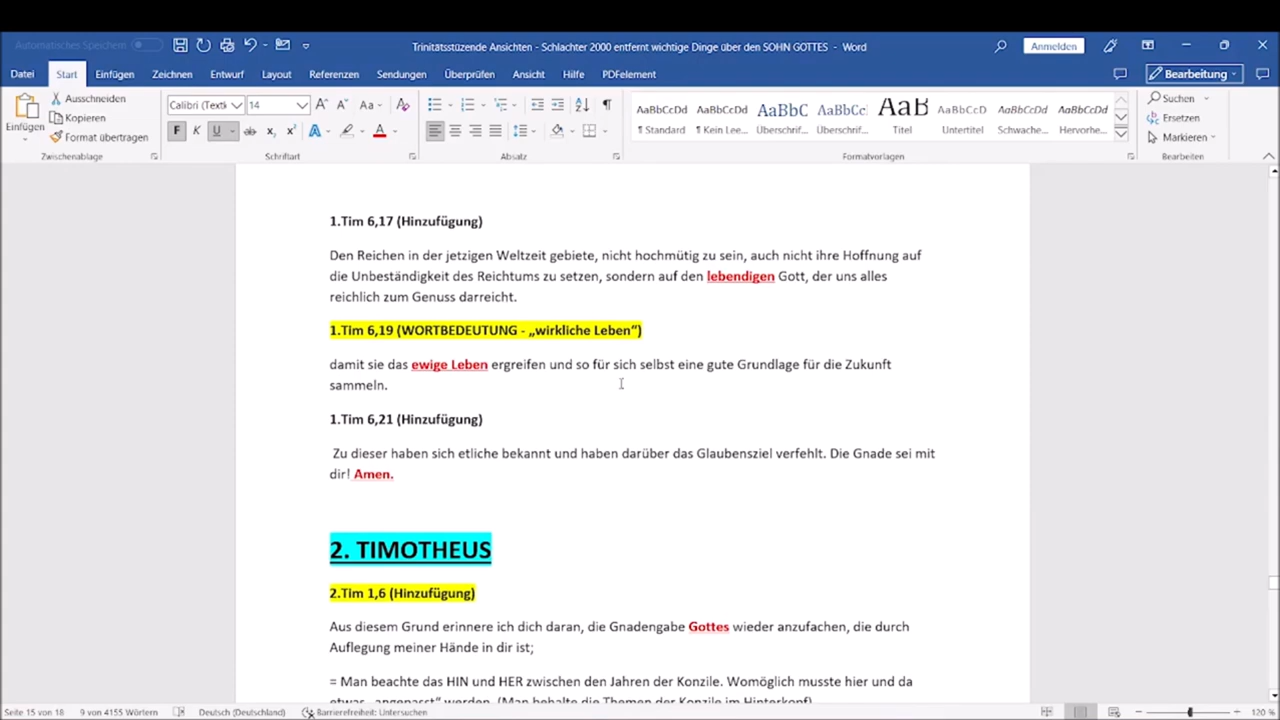 Automatisches Speichern
Trinitätsstüzende Ansichten - Schlachter 2000 entfernt wichtige Dinge über den SOHN GOTTES - Word
Anmelden
Datei Start Einfügen Zeichnen Entwurf Layout Referenzen Sendungen Überprüfen Ansicht Hilfe PDFelement
Bearbeitung
Einfügen
Ausschneiden
Kopieren
Format übertragen
Zwischenablage
Calibri (Textk 14
F K U
Schriftart
Absatz
AaBbCcDd AaBbCcDd AaBbC AaBbCc AaB AaBbCcD AaBbCcDd AaBbCcDd
¶ Standard ¶ Kein Lee... Überschrif... Überschrif... Titel Untertitel Schwache... Hervorhe...
Formatvorlagen
Suchen
Ersetzen
Markieren
Bearbeiten
1.Tim 6,17 (Hinzufügung)
Den Reichen in der jetzigen Weltzeit gebiete, nicht hochmütig zu sein, auch nicht ihre Hoffnung auf
die Unbeständigkeit des Reichtums zu setzen, sondern auf den lebendigen Gott, der uns alles
reichlich zum Genuss darreicht.
1.Tim 6,19 (WORTBEDEUTUNG - „wirkliche Leben“)
damit sie das ewige Leben ergreifen und so für sich selbst eine gute Grundlage für die Zukunft
sammeln.
1.Tim 6,21 (Hinzufügung)
Zu dieser haben sich etliche bekannt und haben darüber das Glaubensziel verfehlt. Die Gnade sei mit
dir! Amen.
2. TIMOTHEUS
2.Tim 1,6 (Hinzufügung)
Aus diesem Grund erinnere ich dich daran, die Gnadengabe Gottes wieder anzufachen, die durch
Auflegung meiner Hände in dir ist;
= Man beachte das HIN und HER zwischen den Jahren der Konzile. Womöglich musste hier und da
etwas „angepasst“ werden. (Man behalte die Themen der Konzile im Hinterkopf)
Seite 15 von 18 9 von 4155 Wörtern Deutsch (Deutschland) Barrierefreiheit: Untersuchen 120 %